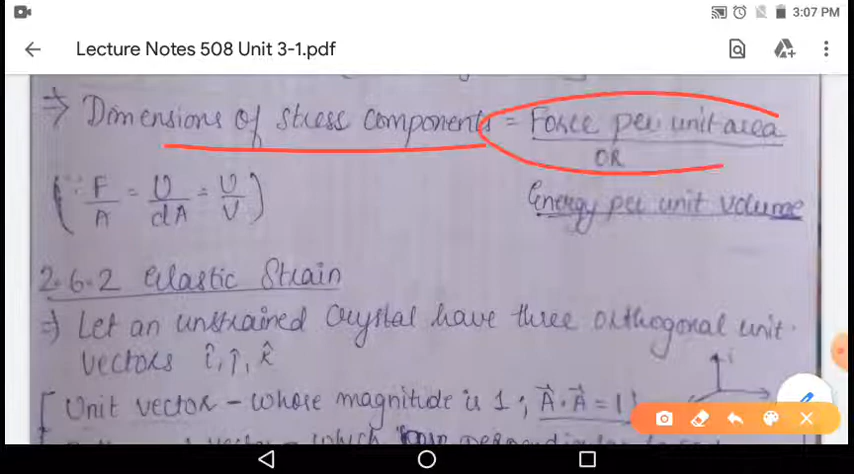 3:07 PM
Lecture Notes 508 Unit 3-1.pdf
⇒ Dimensions of stress components = Force per unit area
OR
(∵ F/A = U/dA = U/V)
Energy per unit volume
2.6.2 Elastic Strain
⇒ Let an unstrained crystal have three orthogonal unit
vectors î, ĵ, k̂
[ Unit vector - whose magnitude is 1; A⃗·A⃗ = 1